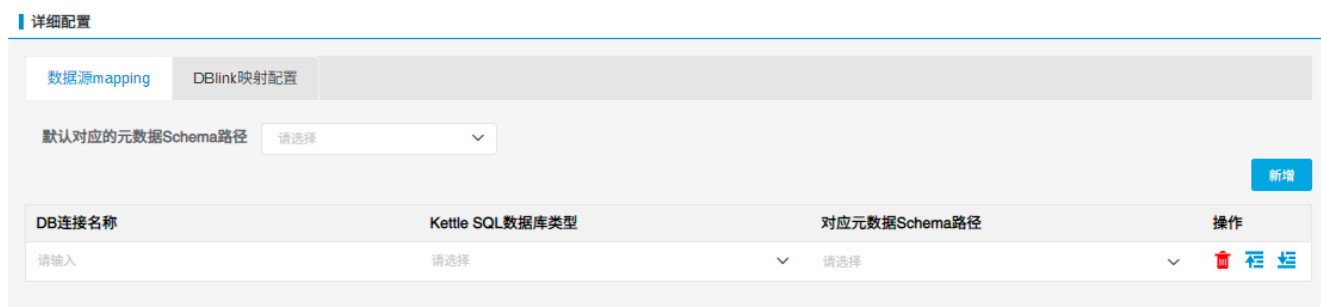 详细配置
数据源mapping DBlink映射配置
默认对应的元数据Schema路径 请选择
新增
DB连接名称 Kettle SQL数据库类型 对应元数据Schema路径 操作
请输入 请选择 请选择